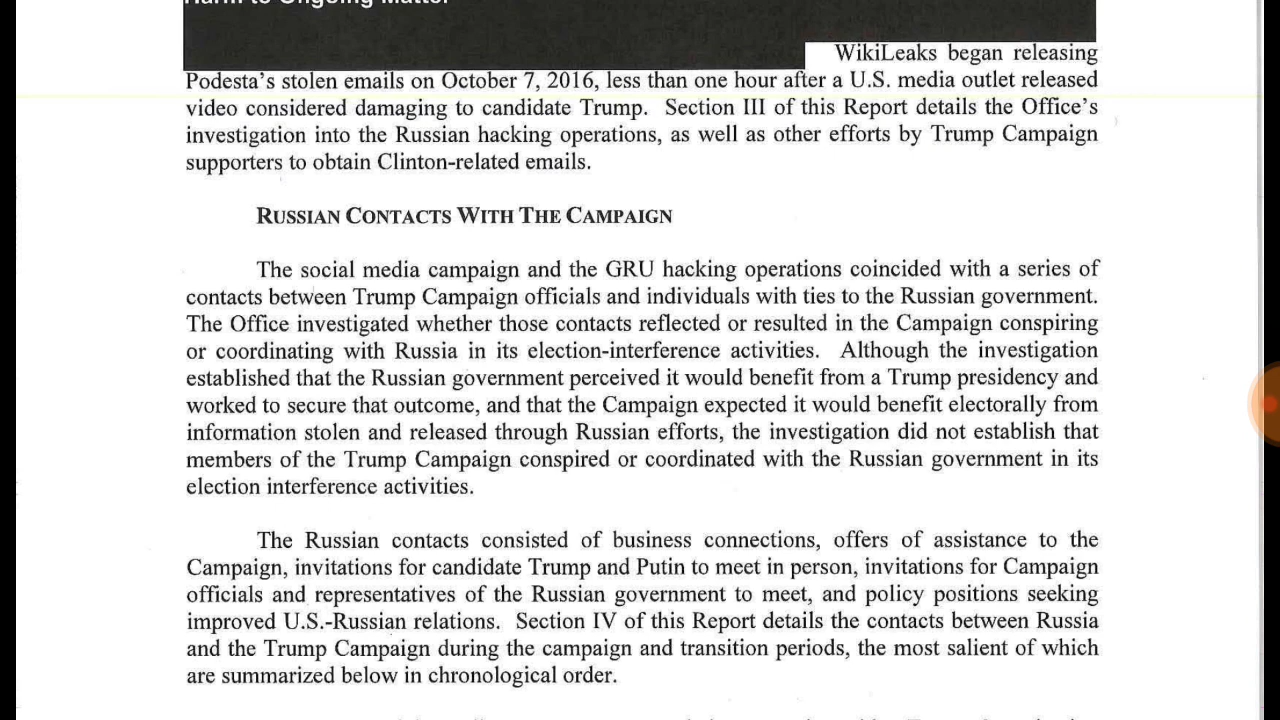 Harm to Ongoing Matter
WikiLeaks began releasing
Podesta's stolen emails on October 7, 2016, less than one hour after a U.S. media outlet released
video considered damaging to candidate Trump. Section III of this Report details the Office's
investigation into the Russian hacking operations, as well as other efforts by Trump Campaign
supporters to obtain Clinton-related emails.
RUSSIAN CONTACTS WITH THE CAMPAIGN
The social media campaign and the GRU hacking operations coincided with a series of
contacts between Trump Campaign officials and individuals with ties to the Russian government.
The Office investigated whether those contacts reflected or resulted in the Campaign conspiring
or coordinating with Russia in its election-interference activities. Although the investigation
established that the Russian government perceived it would benefit from a Trump presidency and
worked to secure that outcome, and that the Campaign expected it would benefit electorally from
information stolen and released through Russian efforts, the investigation did not establish that
members of the Trump Campaign conspired or coordinated with the Russian government in its
election interference activities.
The Russian contacts consisted of business connections, offers of assistance to the
Campaign, invitations for candidate Trump and Putin to meet in person, invitations for Campaign
officials and representatives of the Russian government to meet, and policy positions seeking
improved U.S.-Russian relations. Section IV of this Report details the contacts between Russia
and the Trump Campaign during the campaign and transition periods, the most salient of which
are summarized below in chronological order.